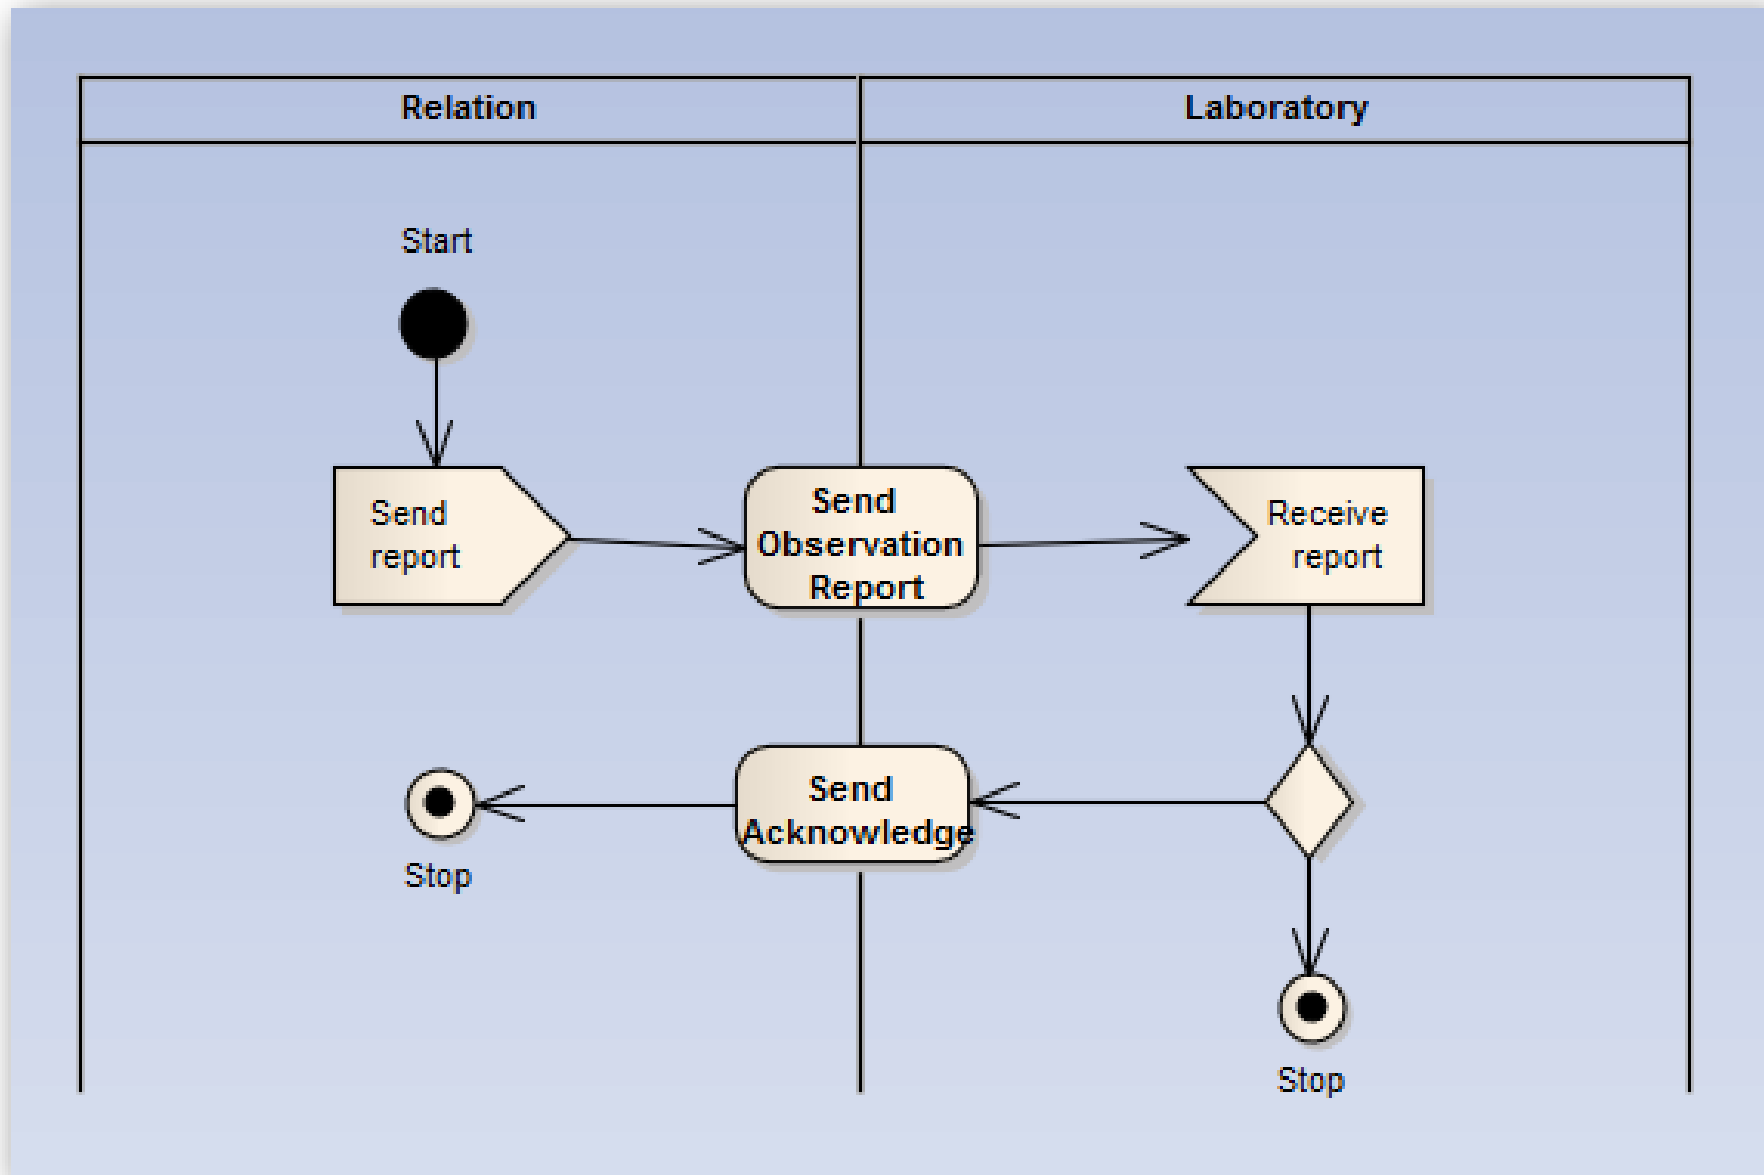 Relation
Laboratory
Start
Send
report
Send
Observation
Report
Receive
report
Send
Acknowledge
Stop
Stop